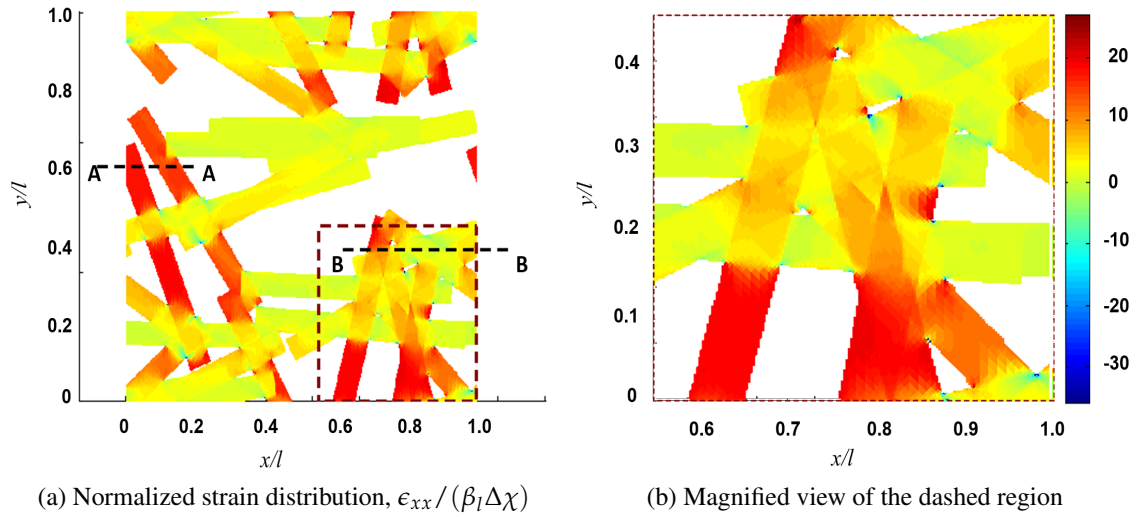 1.0
0.8
0.6
0.4
0.2
0
y/l
A
A
B
B
0
0.2
0.4
0.6
0.8
1.0
x/l
(a) Normalized strain distribution, ϵxx/(βlΔχ)
0.4
0.3
0.2
0.1
0
y/l
0.6
0.7
0.8
0.9
1.0
x/l
20
10
0
-10
-20
-30
(b) Magnified view of the dashed region